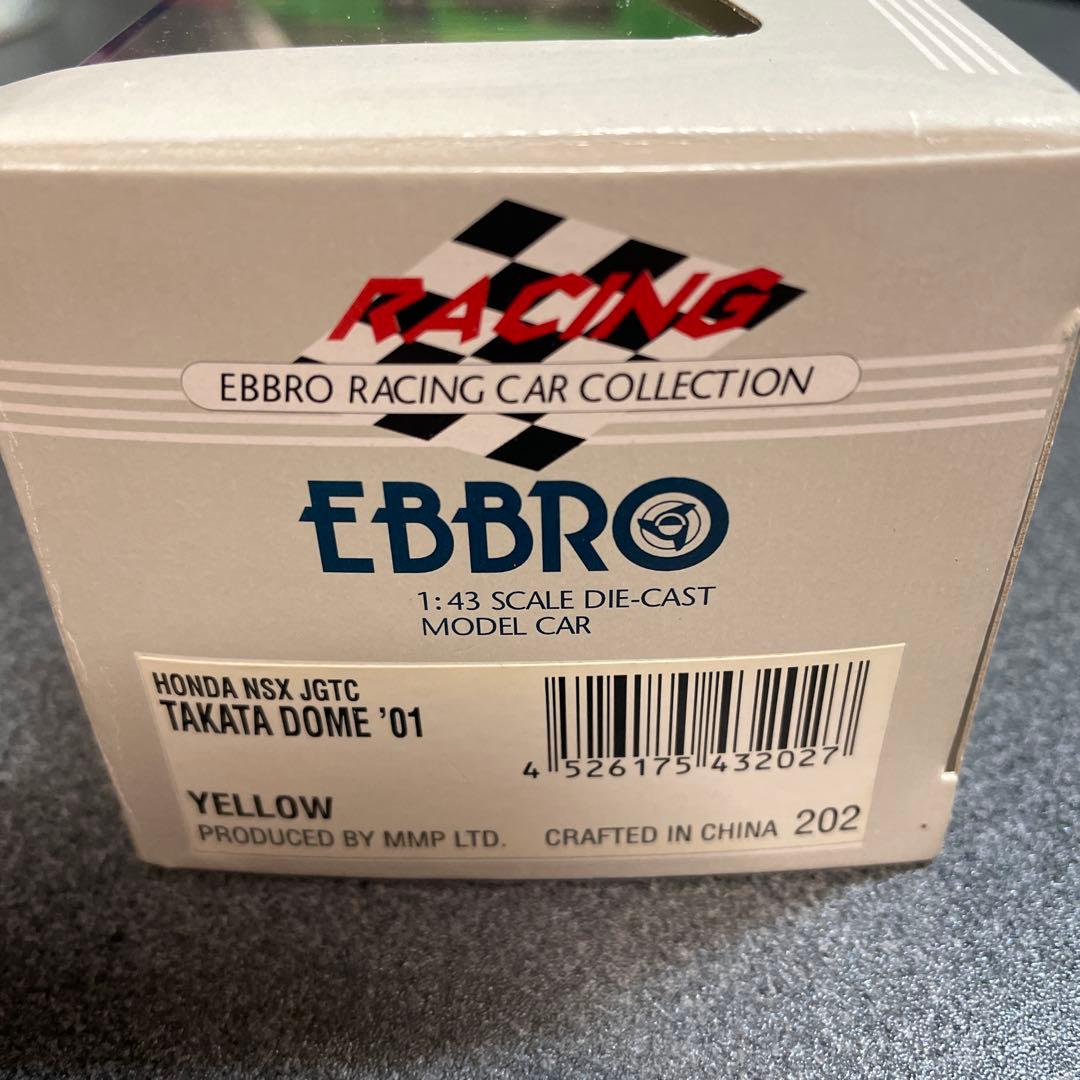 RACING
EBBRO RACING CAR COLLECTION
EBBRO
1:43 SCALE DIE-CAST
MODEL CAR
HONDA NSX JGTC
TAKATA DOME '01
4 526175 432027
YELLOW
PRODUCED BY MMP LTD. CRAFTED IN CHINA 202